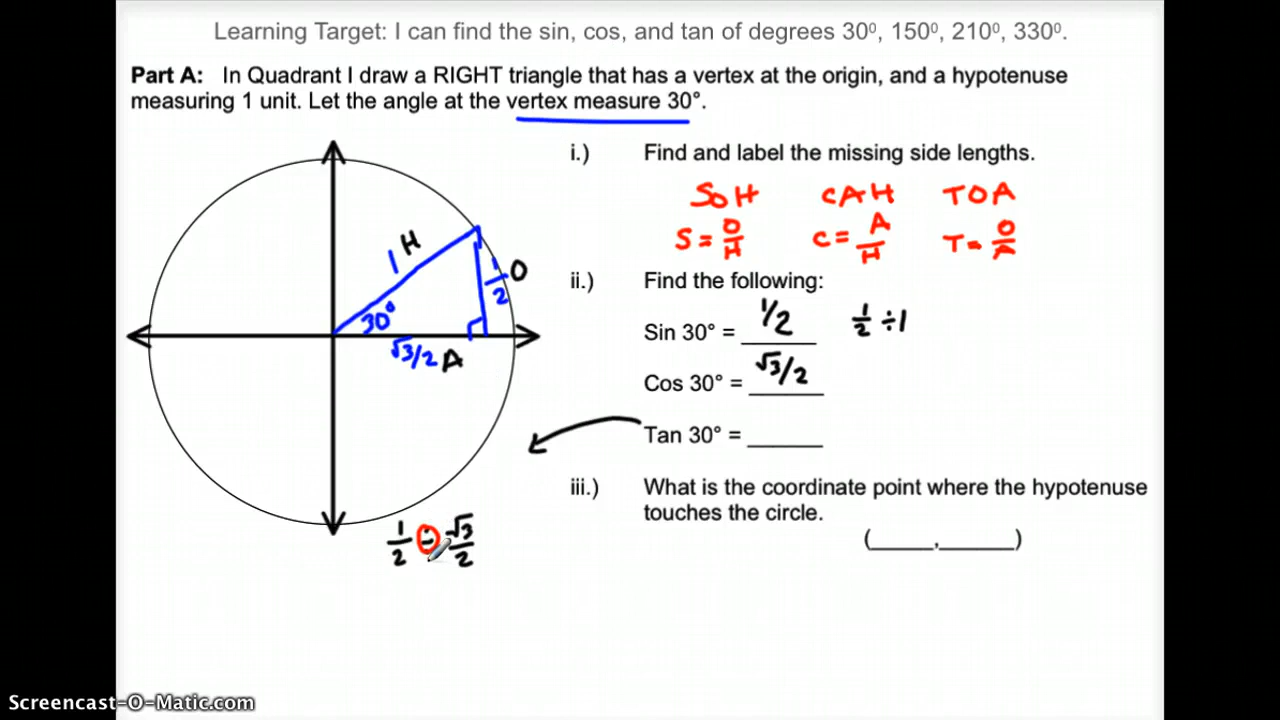 Learning Target: I can find the sin, cos, and tan of degrees 30⁰, 150⁰, 210⁰, 330⁰.
Part A: In Quadrant I draw a RIGHT triangle that has a vertex at the origin, and a hypotenuse
measuring 1 unit. Let the angle at the vertex measure 30°.
i.) Find and label the missing side lengths.
SOH CAH TOA
S = O/H C = A/H T = O/A
1 H
1/2 O
30°
√3/2 A
ii.) Find the following:
Sin 30° = 1/2 1/2 ÷ 1
Cos 30° = √3/2
Tan 30° = ______
iii.) What is the coordinate point where the hypotenuse
touches the circle.
(_____,______)
1/2 ÷ √3/2
Screencast-O-Matic.com